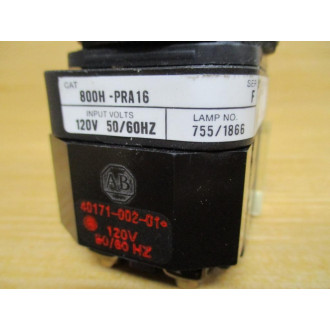 CAT SER
800H-PRA16 F
INPUT VOLTS LAMP NO.
120V 50/60HZ 755/1866
AB
40171-002-01
120V
50/60 HZ